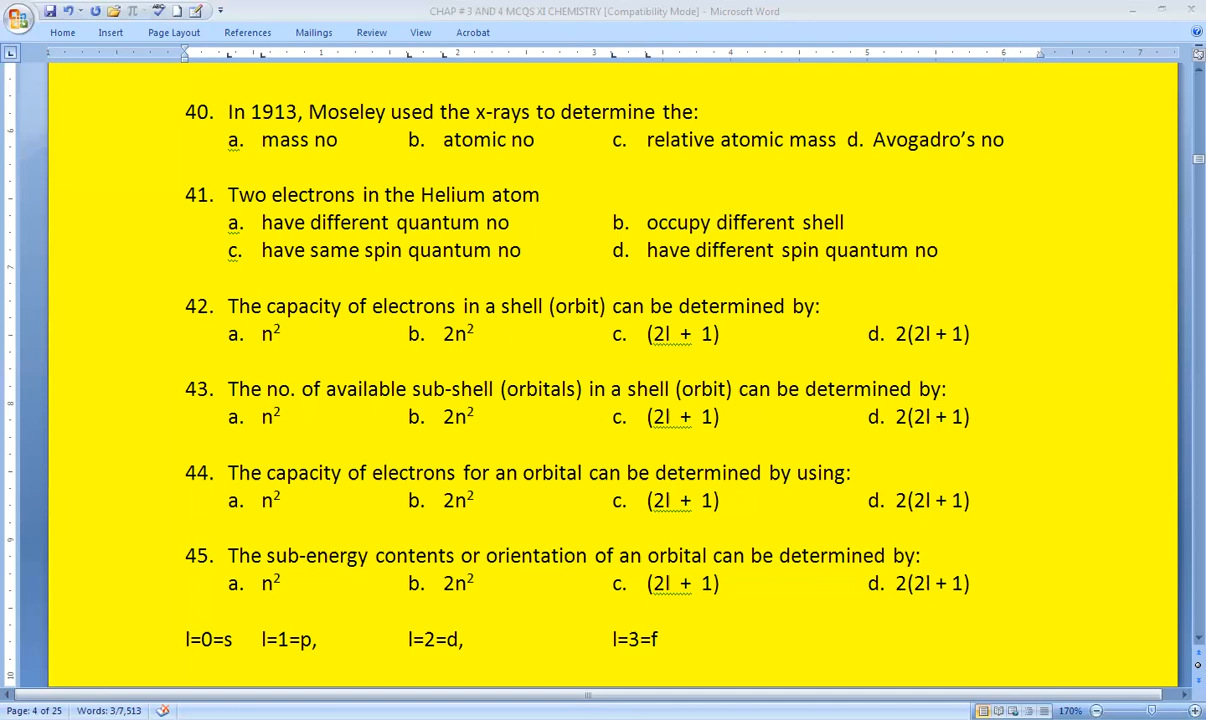 CHAP # 3 AND 4 MCQS XI CHEMISTRY [Compatibility Mode] - Microsoft Word
Home Insert Page Layout References Mailings Review View Acrobat
1 1 2 3 4 5 6 7
40. In 1913, Moseley used the x-rays to determine the:
a. mass no b. atomic no c. relative atomic mass d. Avogadro's no
41. Two electrons in the Helium atom
a. have different quantum no b. occupy different shell
c. have same spin quantum no d. have different spin quantum no
42. The capacity of electrons in a shell (orbit) can be determined by:
a. n² b. 2n² c. (2l + 1) d. 2(2l + 1)
43. The no. of available sub-shell (orbitals) in a shell (orbit) can be determined by:
a. n² b. 2n² c. (2l + 1) d. 2(2l + 1)
44. The capacity of electrons for an orbital can be determined by using:
a. n² b. 2n² c. (2l + 1) d. 2(2l + 1)
45. The sub-energy contents or orientation of an orbital can be determined by:
a. n² b. 2n² c. (2l + 1) d. 2(2l + 1)
l=0=s l=1=p, l=2=d, l=3=f
Page: 4 of 25 Words: 3/7,513 170%